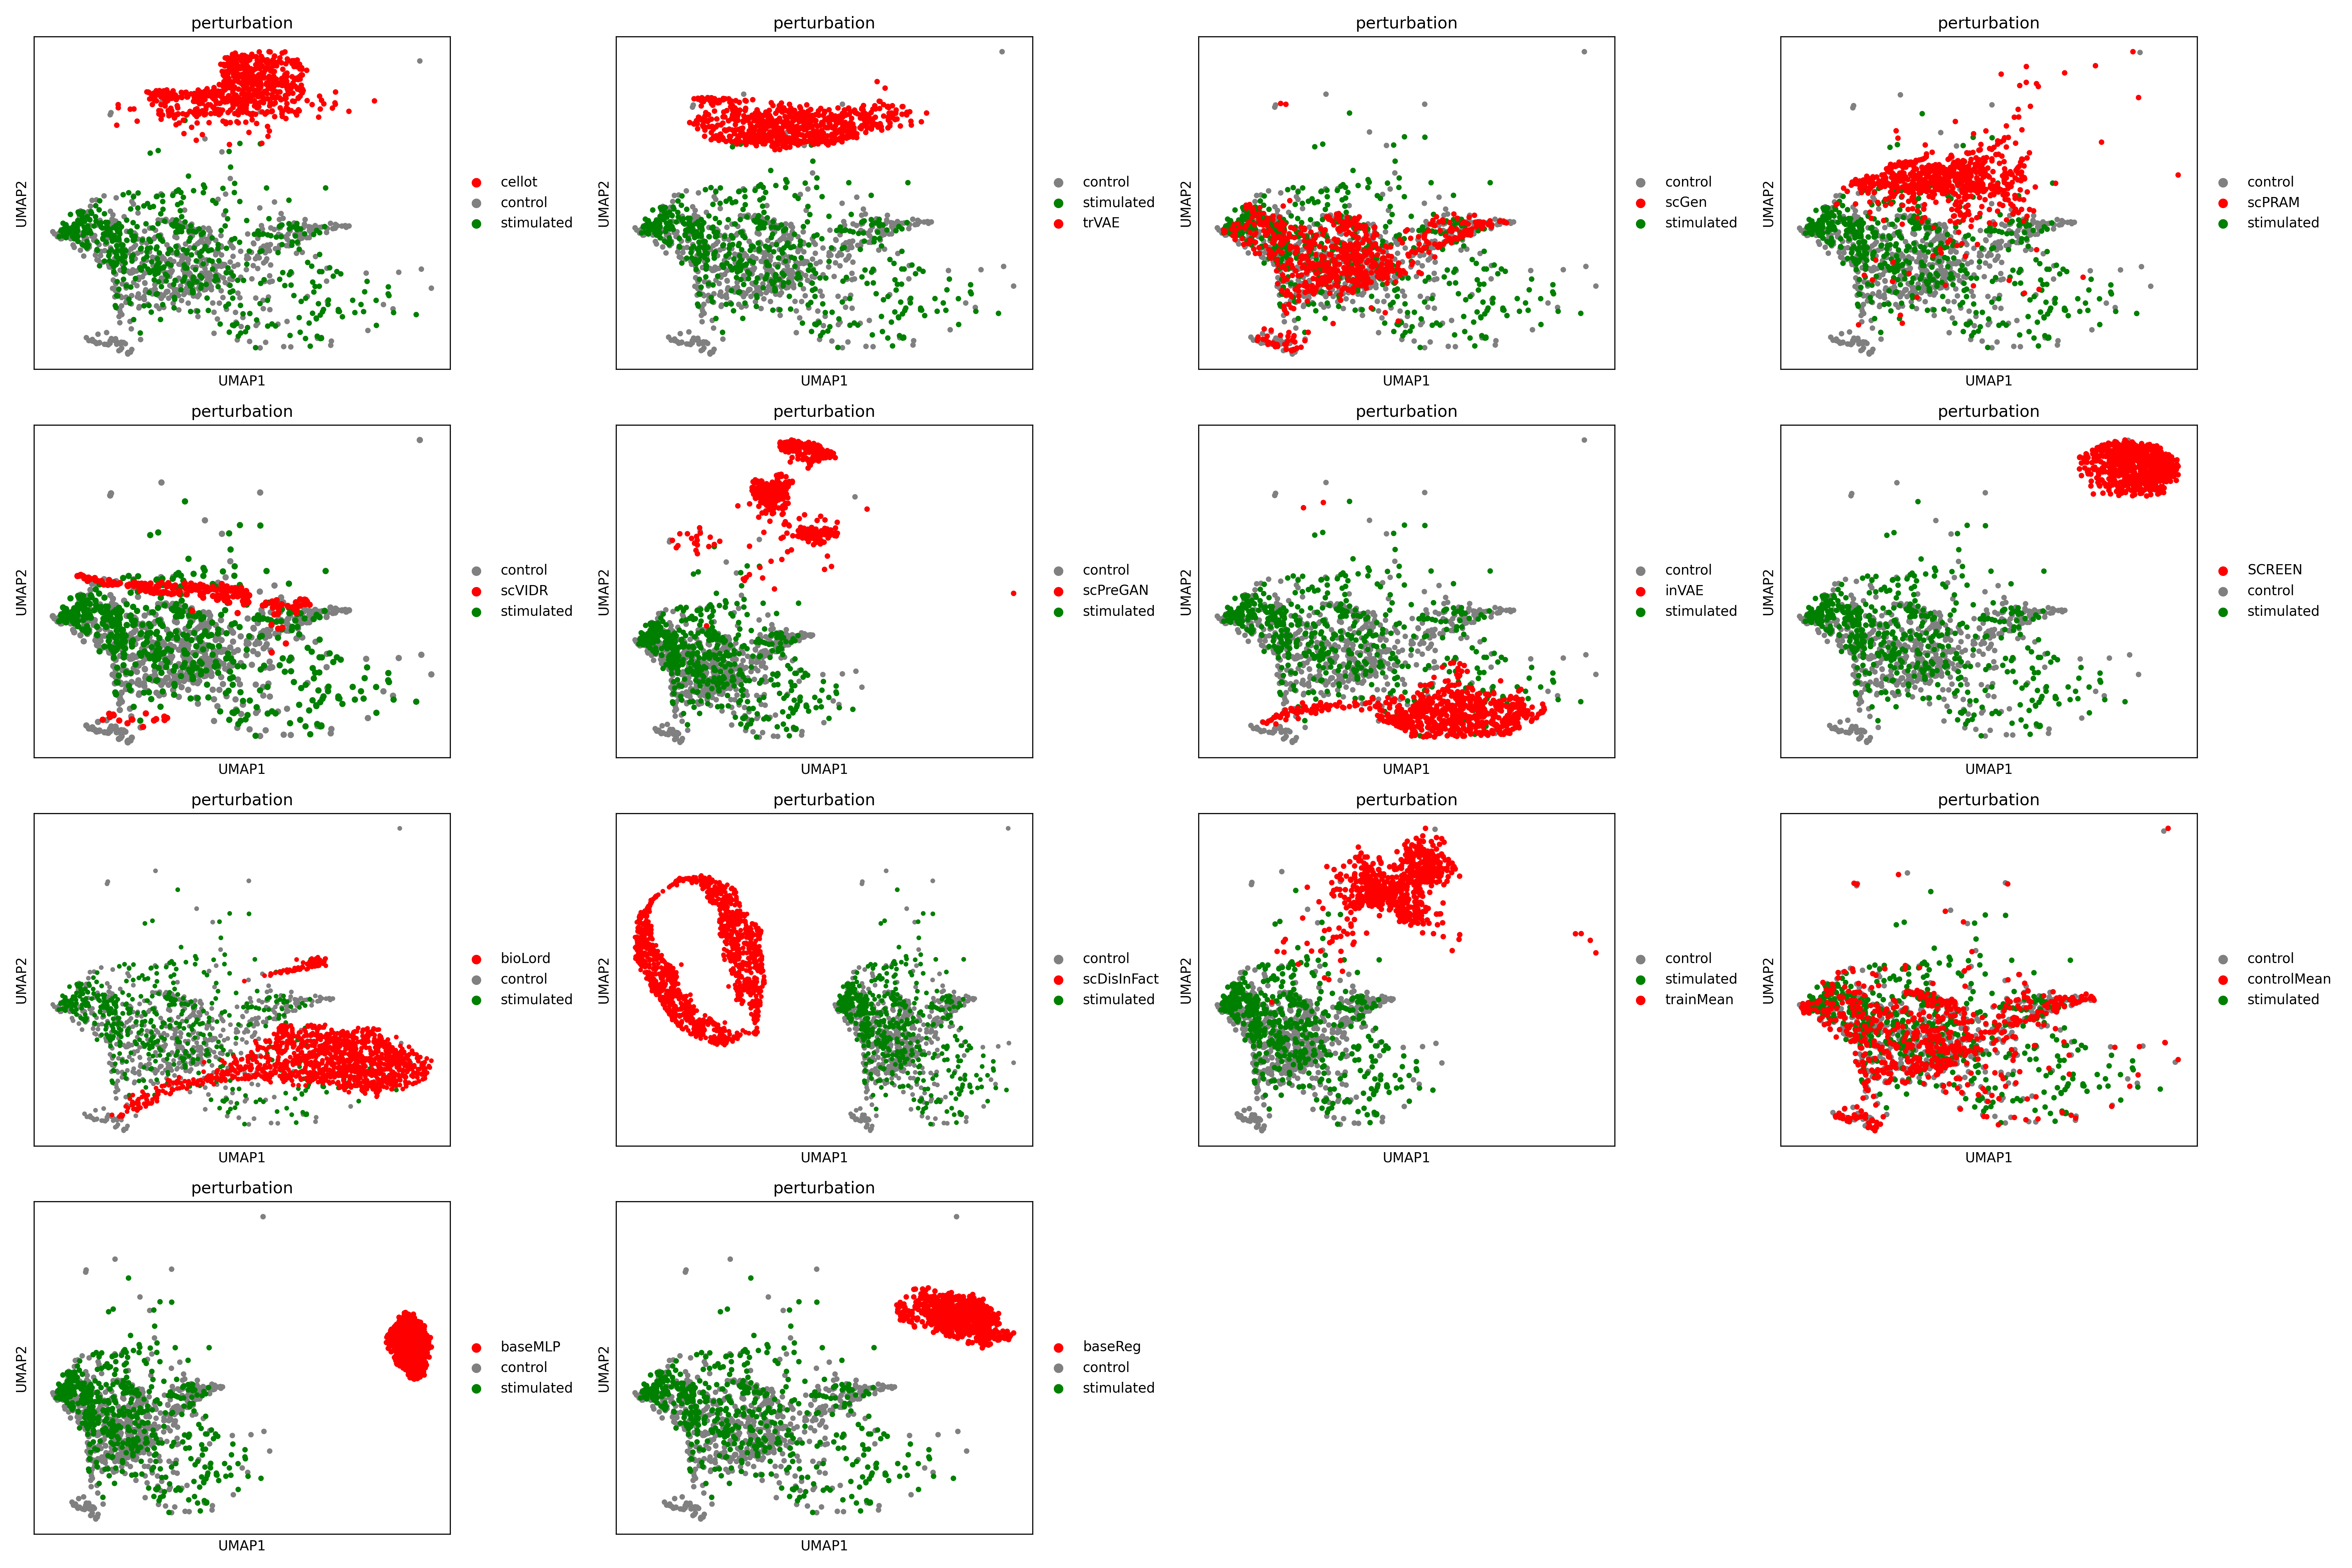 perturbation
UMAP2
cellot
control
stimulated
UMAP1
perturbation
UMAP2
control
stimulated
trVAE
UMAP1
perturbation
UMAP2
control
scGen
stimulated
UMAP1
perturbation
UMAP2
control
scPRAM
stimulated
UMAP1
perturbation
UMAP2
control
scVIDR
stimulated
UMAP1
perturbation
UMAP2
control
scPreGAN
stimulated
UMAP1
perturbation
UMAP2
control
inVAE
stimulated
UMAP1
perturbation
UMAP2
SCREEN
control
stimulated
UMAP1
perturbation
UMAP2
bioLord
control
stimulated
UMAP1
perturbation
UMAP2
control
scDisInFact
stimulated
UMAP1
perturbation
UMAP2
control
stimulated
trainMean
UMAP1
perturbation
UMAP2
control
controlMean
stimulated
UMAP1
perturbation
UMAP2
baseMLP
control
stimulated
UMAP1
perturbation
UMAP2
baseReg
control
stimulated
UMAP1